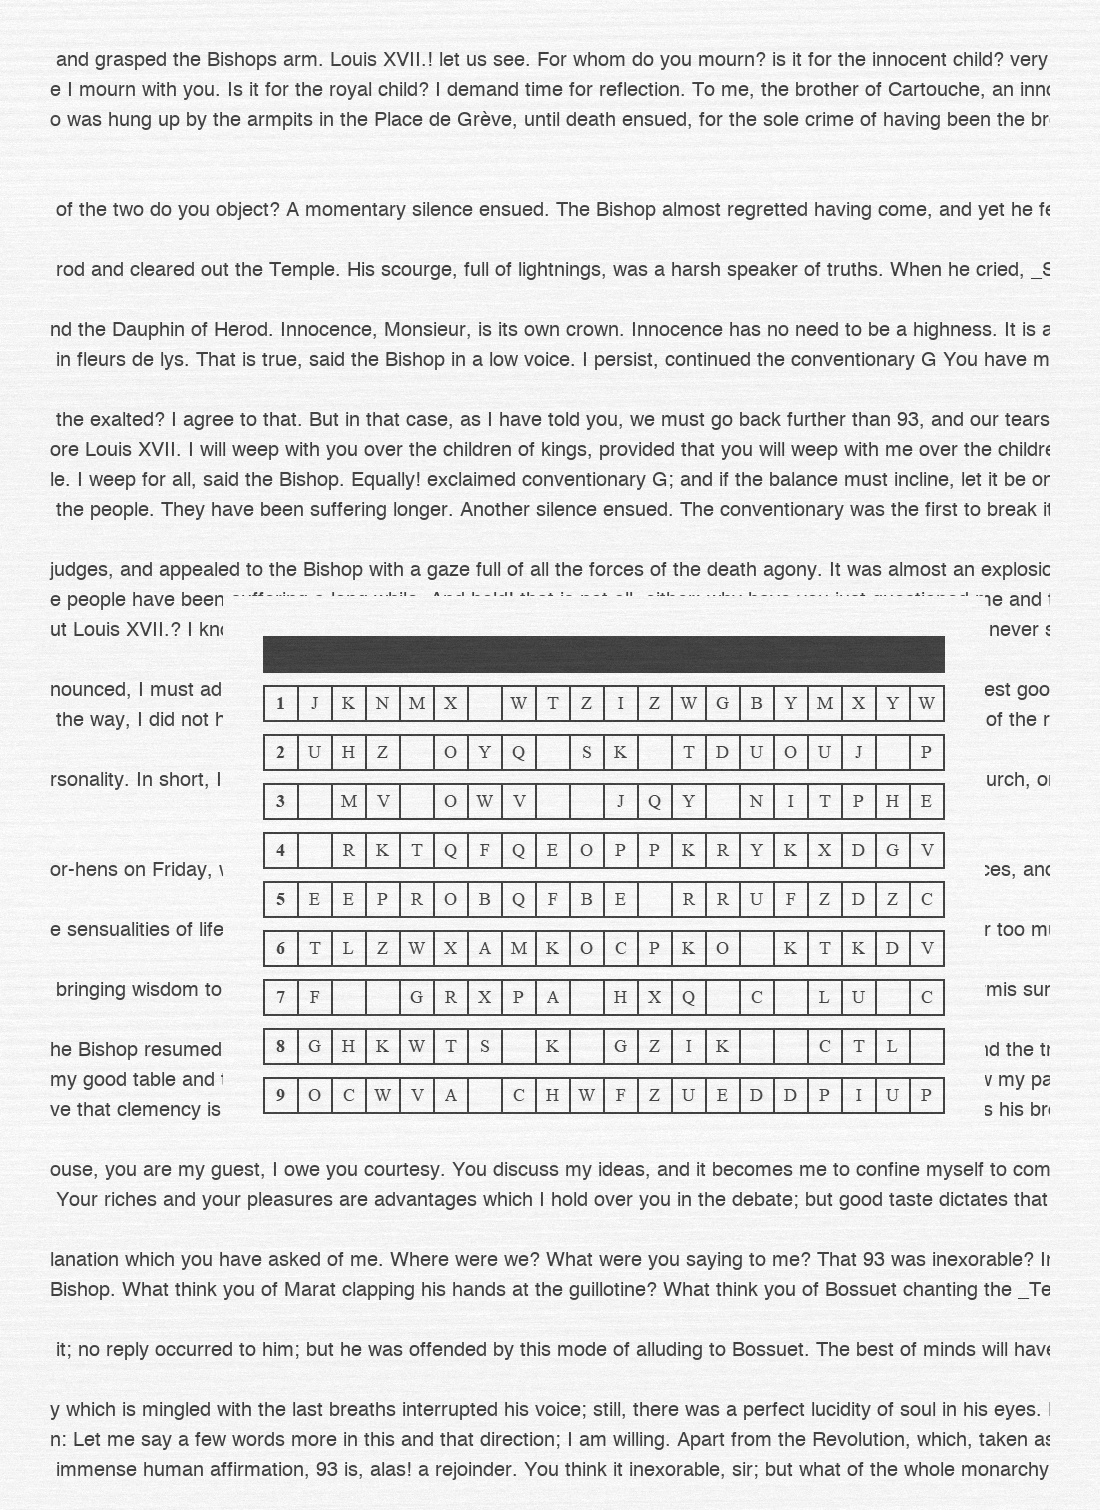 and grasped the Bishops arm. Louis XVII.! let us see. For whom do you mourn? is it for the innocent child? very
e I mourn with you. Is it for the royal child? I demand time for reflection. To me, the brother of Cartouche, an inno
o was hung up by the armpits in the Place de Grève, until death ensued, for the sole crime of having been the br
of the two do you object? A momentary silence ensued. The Bishop almost regretted having come, and yet he fe
rod and cleared out the Temple. His scourge, full of lightnings, was a harsh speaker of truths. When he cried, _S
nd the Dauphin of Herod. Innocence, Monsieur, is its own crown. Innocence has no need to be a highness. It is a
in fleurs de lys. That is true, said the Bishop in a low voice. I persist, continued the conventionary G You have m
the exalted? I agree to that. But in that case, as I have told you, we must go back further than 93, and our tears
ore Louis XVII. I will weep with you over the children of kings, provided that you will weep with me over the childre
le. I weep for all, said the Bishop. Equally! exclaimed conventionary G; and if the balance must incline, let it be on
the people. They have been suffering longer. Another silence ensued. The conventionary was the first to break it
judges, and appealed to the Bishop with a gaze full of all the forces of the death agony. It was almost an explosio
e people have been suffering a long while. And hold! that is not all, either; why have you just questioned me and t
ut Louis XVII.? I kno never s
1 J K N M X W T Z I Z W G B Y M X Y W
nounced, I must ad est goo
the way, I did not h of the r
2 U H Z O Y Q S K T D U O U J P
rsonality. In short, I urch, or
3 M V O W V J Q Y N I T P H E
4 R K T Q F Q E O P P K R Y K X D G V
or-hens on Friday, ces, and
5 E E P R O B Q F B E R R U F Z D Z C
e sensualities of life r too mu
6 T L Z W X A M K O C P K O K T K D V
bringing wisdom to mis sur
7 F G R X P A H X Q C L U C
he Bishop resumed nd the tr
8 G H K W T S K G Z I K C T L
my good table and my pa
9 O C W V A C H W F Z U E D D P I U P
ve that clemency is s his bro
ouse, you are my guest, I owe you courtesy. You discuss my ideas, and it becomes me to confine myself to com
Your riches and your pleasures are advantages which I hold over you in the debate; but good taste dictates that
lanation which you have asked of me. Where were we? What were you saying to me? That 93 was inexorable? In
Bishop. What think you of Marat clapping his hands at the guillotine? What think you of Bossuet chanting the _Te
it; no reply occurred to him; but he was offended by this mode of alluding to Bossuet. The best of minds will have
y which is mingled with the last breaths interrupted his voice; still, there was a perfect lucidity of soul in his eyes.
n: Let me say a few words more in this and that direction; I am willing. Apart from the Revolution, which, taken as
immense human affirmation, 93 is, alas! a rejoinder. You think it inexorable, sir; but what of the whole monarchy